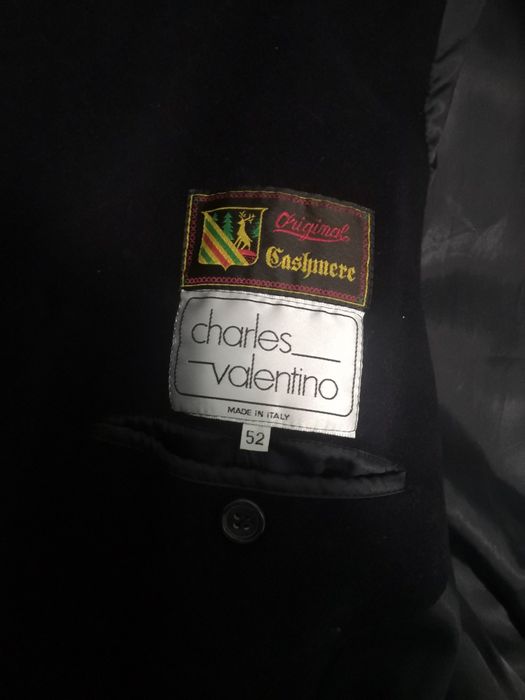 Original
Cashmere
charles
valentino
MADE IN ITALY
52